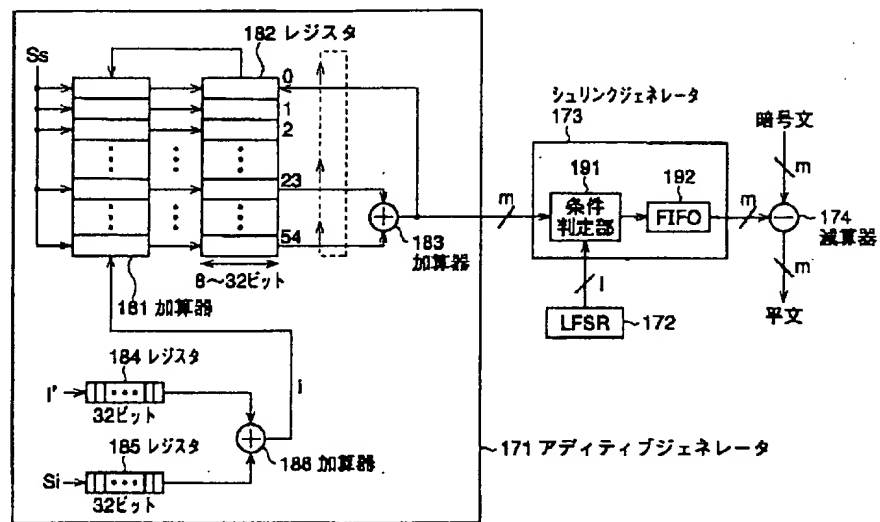 182 レジスタ
Ss
0
1
2
23
54
8〜32ビット
181 加算器
183
加算器
184 レジスタ
I'
32ビット
185 レジスタ
Si
32ビット
186 加算器
i
171 アディティブジェネレータ
m
シュリンクジェネレータ
173
191
条件
判定部
192
FIFO
l
LFSR
172
暗号文
m
m
174
減算器
m
平文